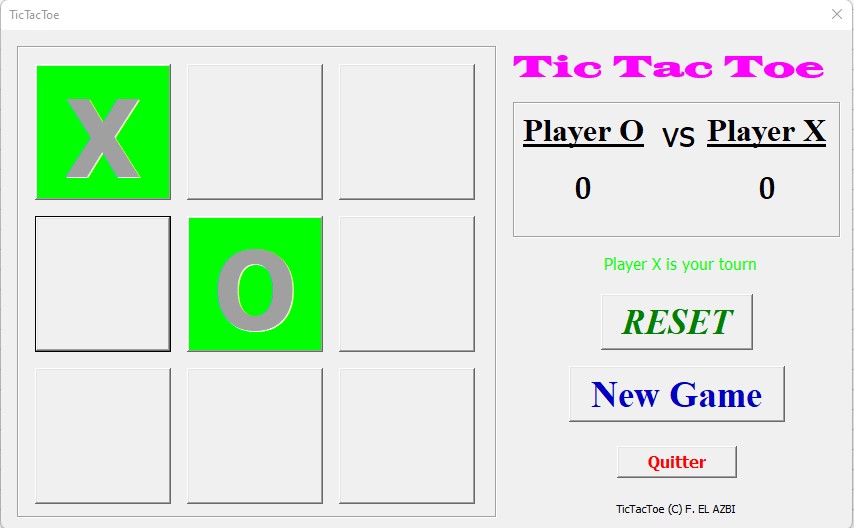 TicTacToe
X
O
Tic Tac Toe
Player O vs Player X
0 0
Player X is your tourn
RESET
New Game
Quitter
TicTacToe (C) F. EL AZBI